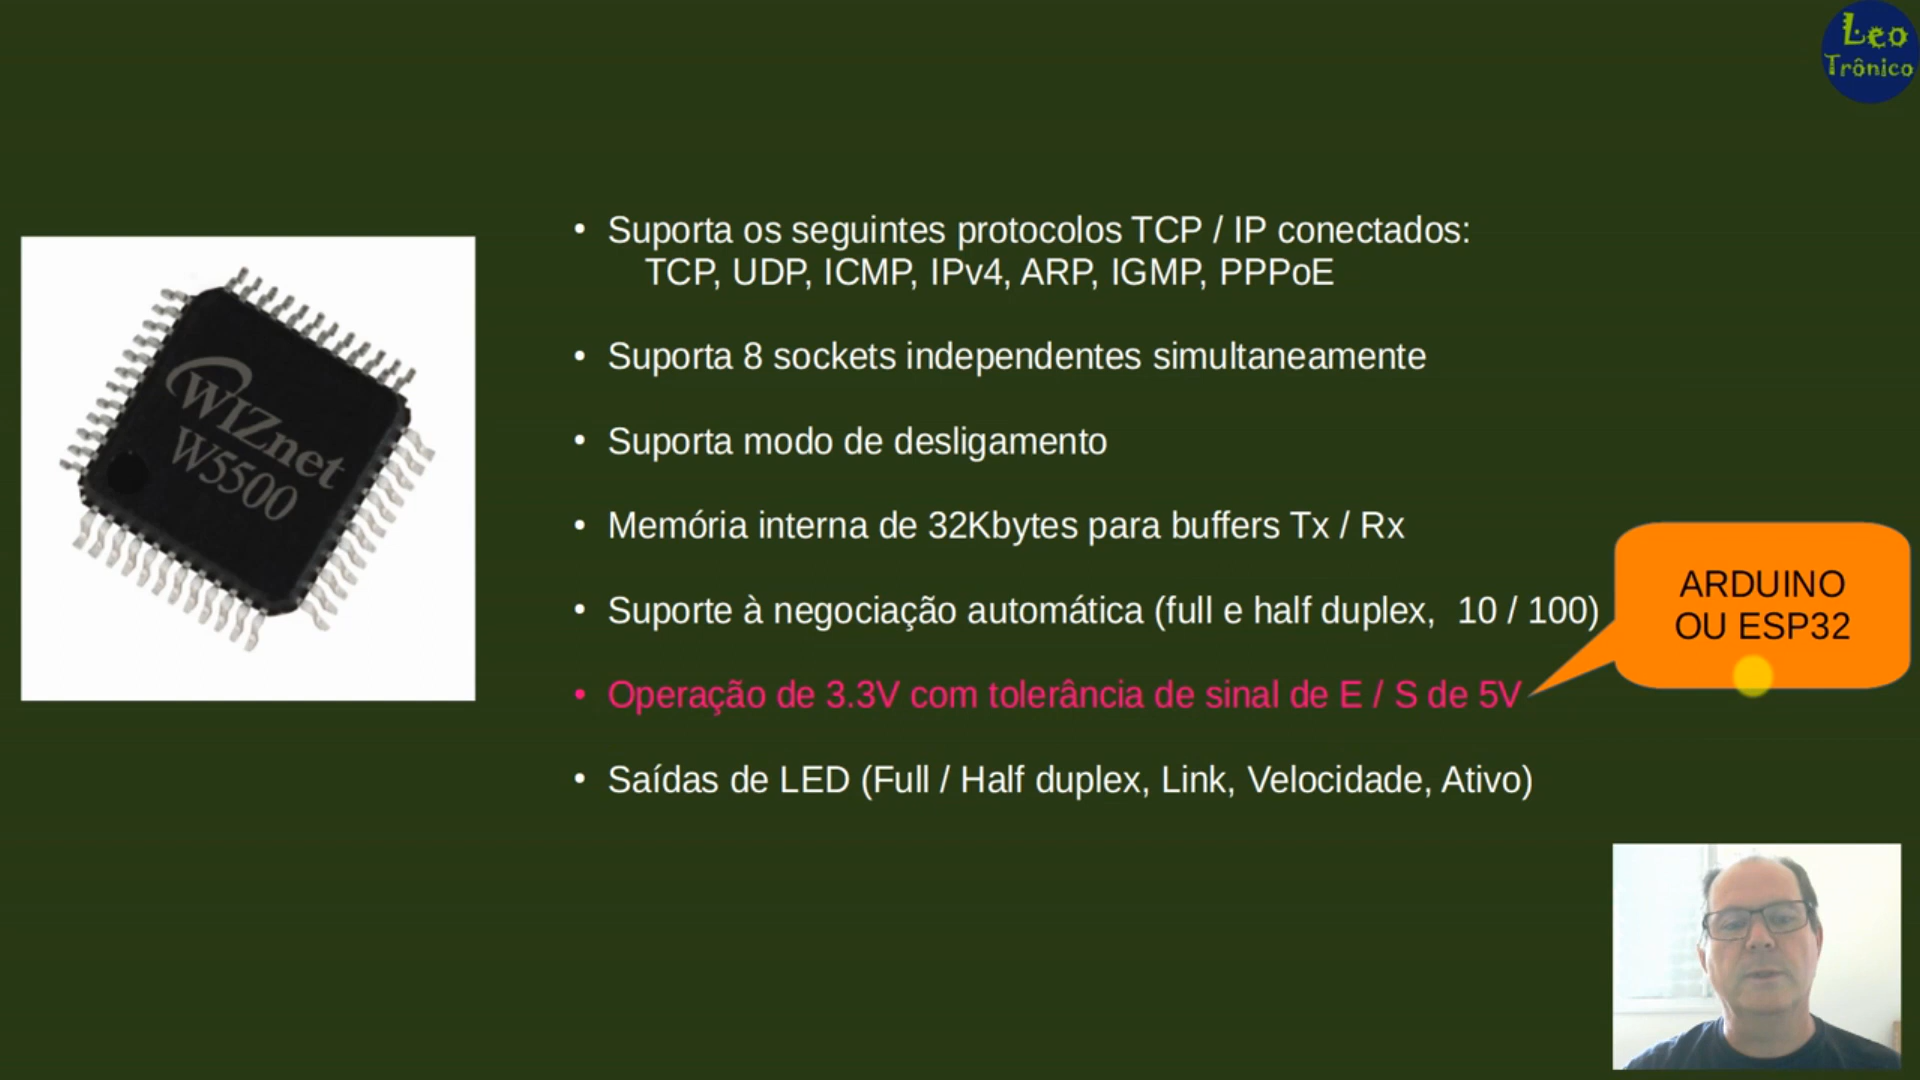 Leo
Trônico
WIZnet
W5500
• Suporta os seguintes protocolos TCP / IP conectados:
TCP, UDP, ICMP, IPv4, ARP, IGMP, PPPoE
• Suporta 8 sockets independentes simultaneamente
• Suporta modo de desligamento
• Memória interna de 32Kbytes para buffers Tx / Rx
• Suporte à negociação automática (full e half duplex,  10 / 100)
• Operação de 3.3V com tolerância de sinal de E / S de 5V
• Saídas de LED (Full / Half duplex, Link, Velocidade, Ativo)
ARDUINO
OU ESP32